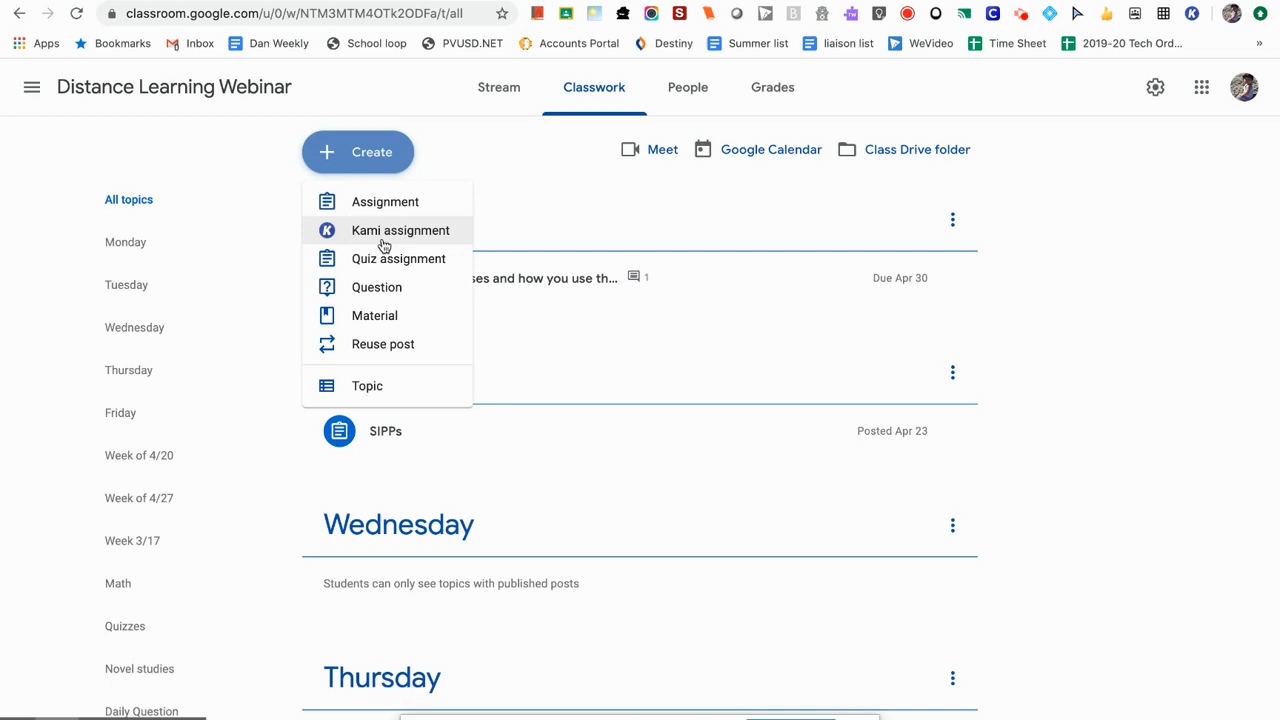 classroom.google.com/u/0/w/NTM3MTM4OTk2ODFa/t/all
Apps Bookmarks Inbox Dan Weekly School loop PVUSD.NET Accounts Portal Destiny Summer list liaison list WeVideo Time Sheet 2019-20 Tech Ord... »
Distance Learning Webinar Stream Classwork People Grades
Create Meet Google Calendar Class Drive folder
Assignment
Kami assignment
Quiz assignment
Question
Material
Reuse post
Topic
ses and how you use th... 1 Due Apr 30
SIPPs Posted Apr 23
Wednesday
Students can only see topics with published posts
Thursday
All topics
Monday
Tuesday
Wednesday
Thursday
Friday
Week of 4/20
Week of 4/27
Week 3/17
Math
Quizzes
Novel studies
Daily Question